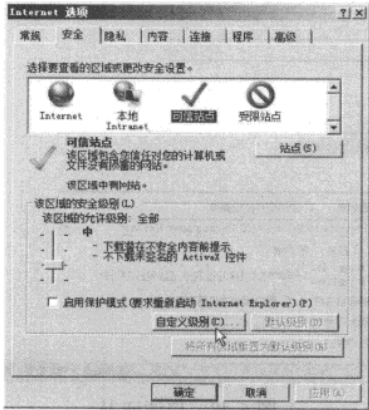 Internet 选项
常规 安全 隐私 内容 连接 程序 高级
选择要查看的区域或更改安全设置。
Internet 本地 Intranet 可信站点 受限站点
可信站点
站点(S)
该区域包含您信任对您的计算机或
文件没有损害的网站。
该区域中有网站。
该区域的安全级别(L)
该区域的允许级别: 全部
中
- 下载潜在不安全内容前提示
- 不下载未签名的 ActiveX 控件
启用保护模式(要求重新启动 Internet Explorer)(P)
自定义级别(C)... 默认级别(D)
将所有区域重置为默认级别(R)
确定 取消 应用(A)